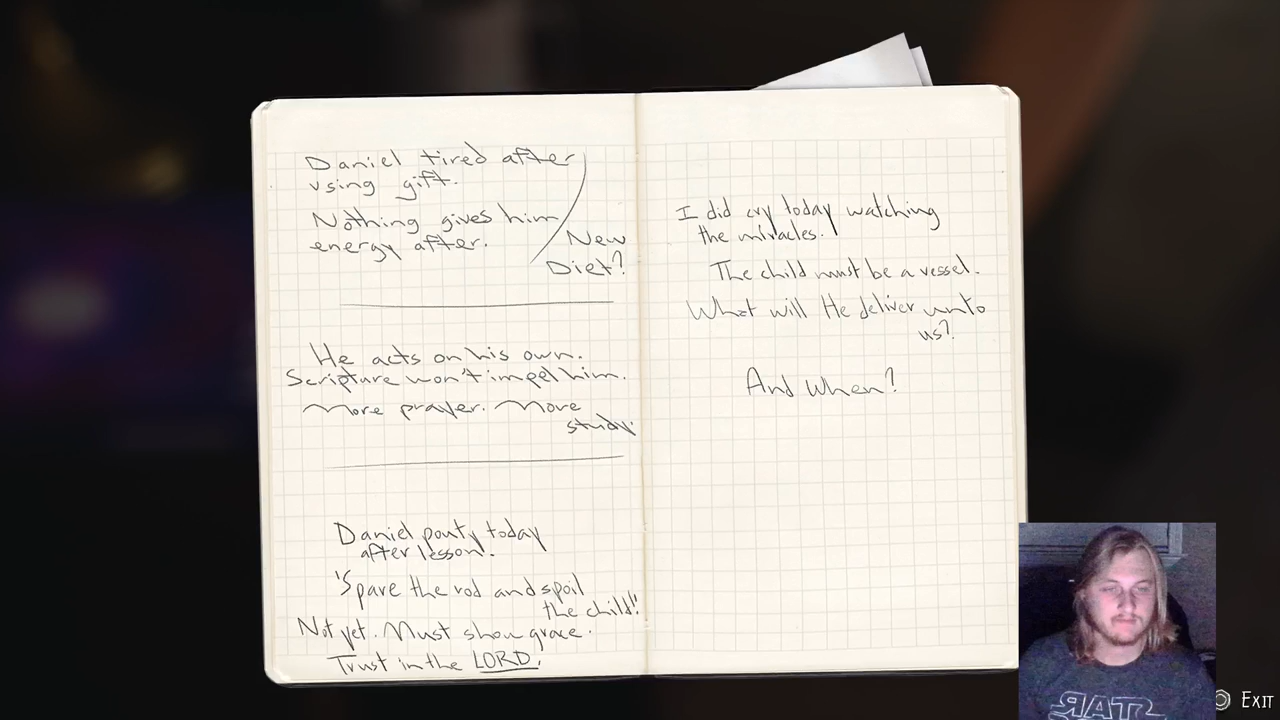 Daniel tired after
using gift.
Nothing gives him
energy after.
New
Diet?
He acts on his own.
Scripture won't impel him.
More prayer. More
study.
Daniel pouty today
after lesson.
'Spare the rod and spoil
the child!'
Not yet. Must show grace.
Trust in the LORD.
I did cry today watching
the miracles.
The child must be a vessel.
What will He deliver unto
us?
And when?
STAR
EXIT